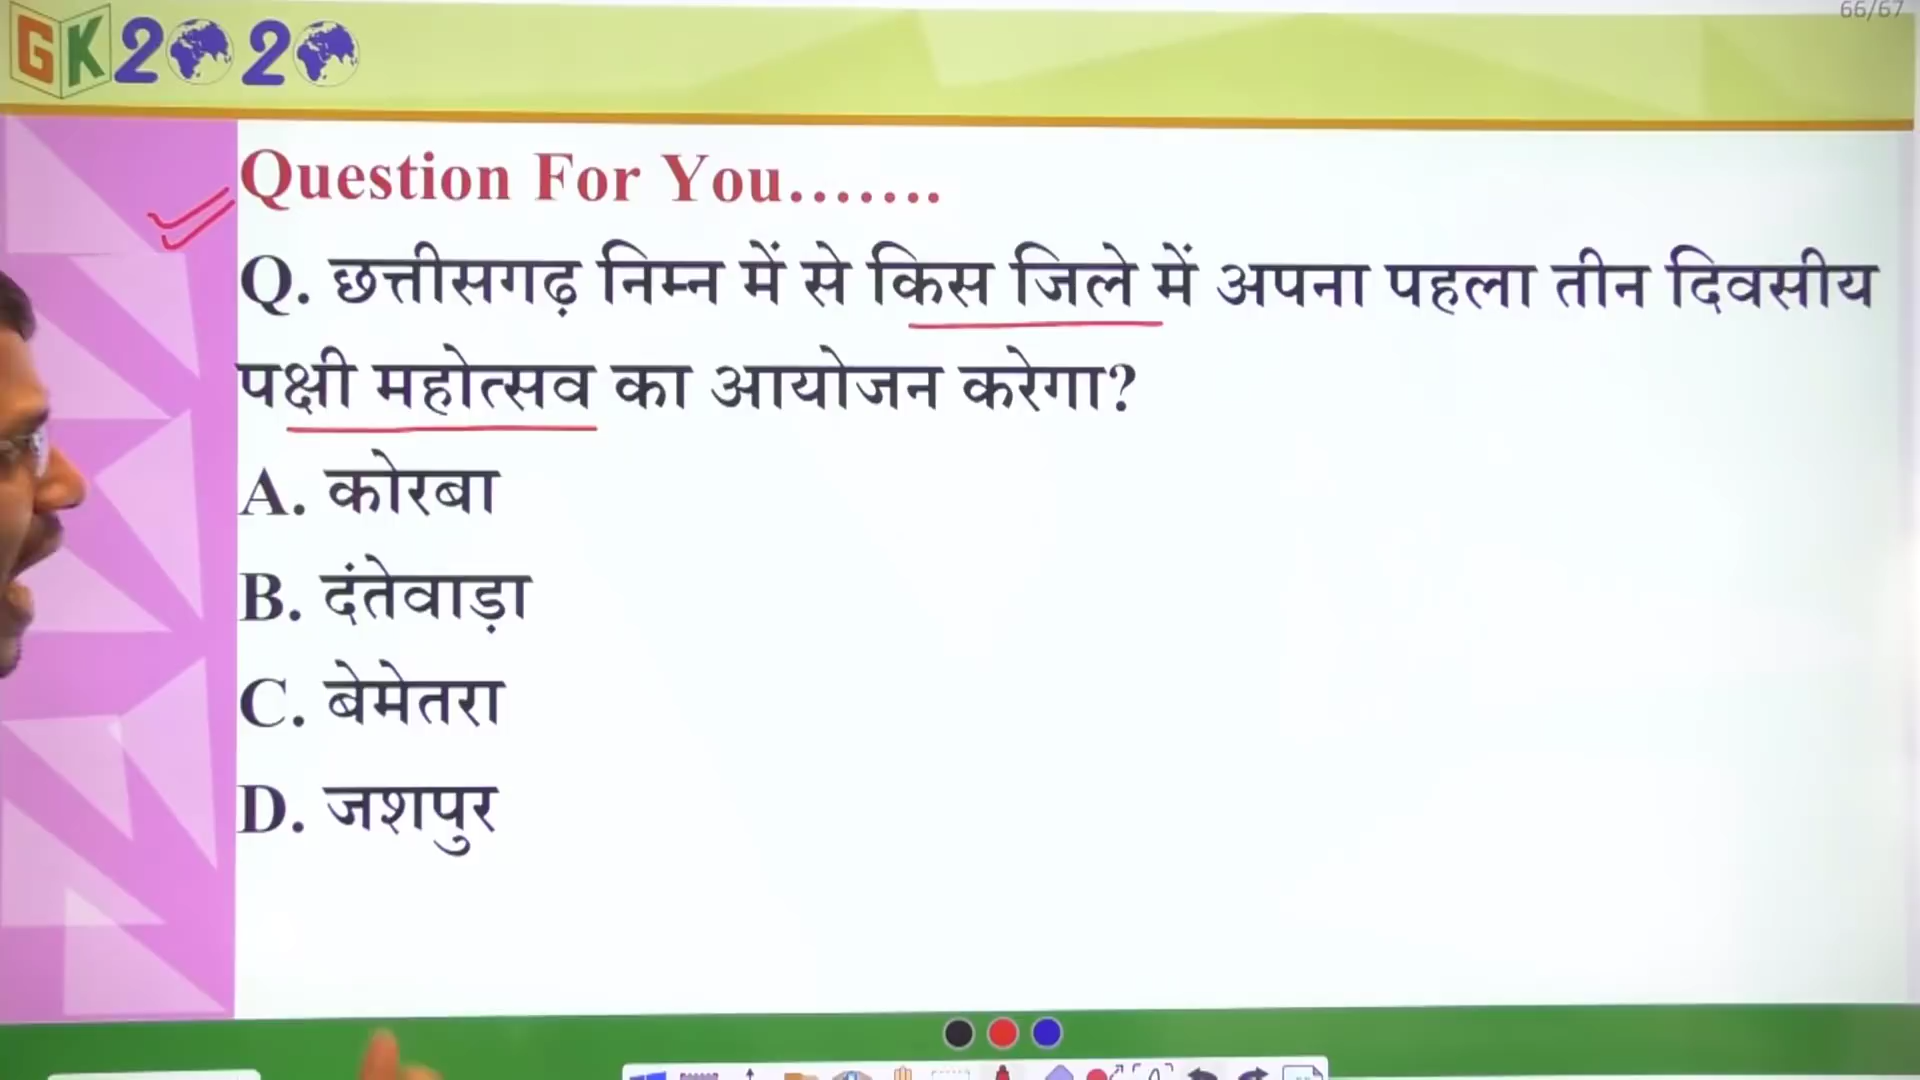 66/67
GK2020
Question For You.......
Q. छत्तीसगढ़ निम्न में से किस जिले में अपना पहला तीन दिवसीय
पक्षी महोत्सव का आयोजन करेगा?
A. कोरबा
B. दंतेवाड़ा
C. बेमेतरा
D. जशपुर